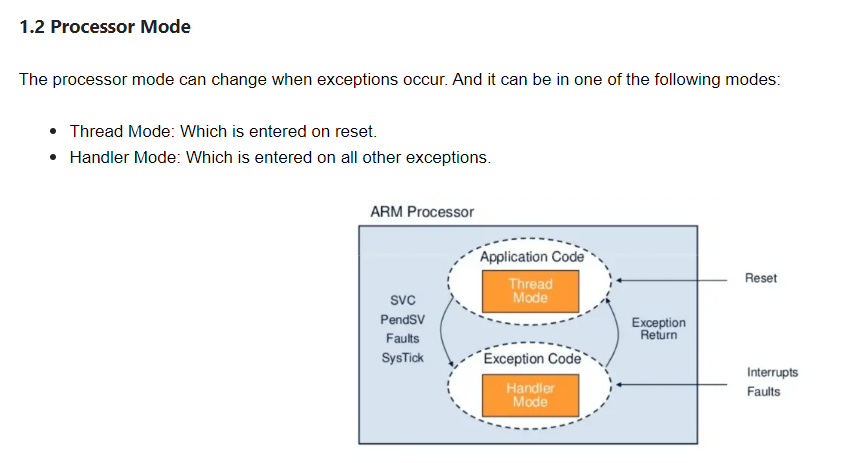 1.2 Processor Mode
The processor mode can change when exceptions occur. And it can be in one of the following modes:
• Thread Mode: Which is entered on reset.
• Handler Mode: Which is entered on all other exceptions.
ARM Processor
Application Code
Thread
Mode
Reset
SVC
PendSV
Faults
SysTick
Exception
Return
Exception Code
Handler
Mode
Interrupts
Faults